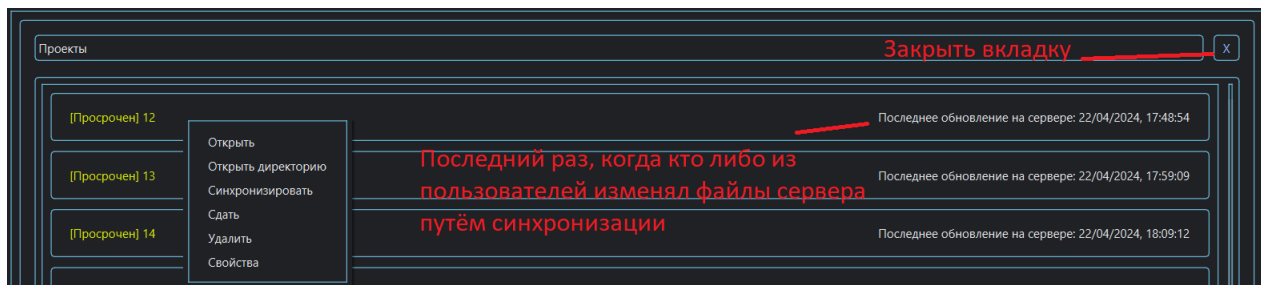 Проекты
Закрыть вкладку
X
[Просрочен] 12
Последнее обновление на сервере: 22/04/2024, 17:48:54
Открыть
Открыть директорию
Синхронизировать
Сдать
Удалить
Свойства
Последний раз, когда кто либо из
пользователей изменял файлы сервера
путём синхронизации
[Просрочен] 13
Последнее обновление на сервере: 22/04/2024, 17:59:09
[Просрочен] 14
Последнее обновление на сервере: 22/04/2024, 18:09:12